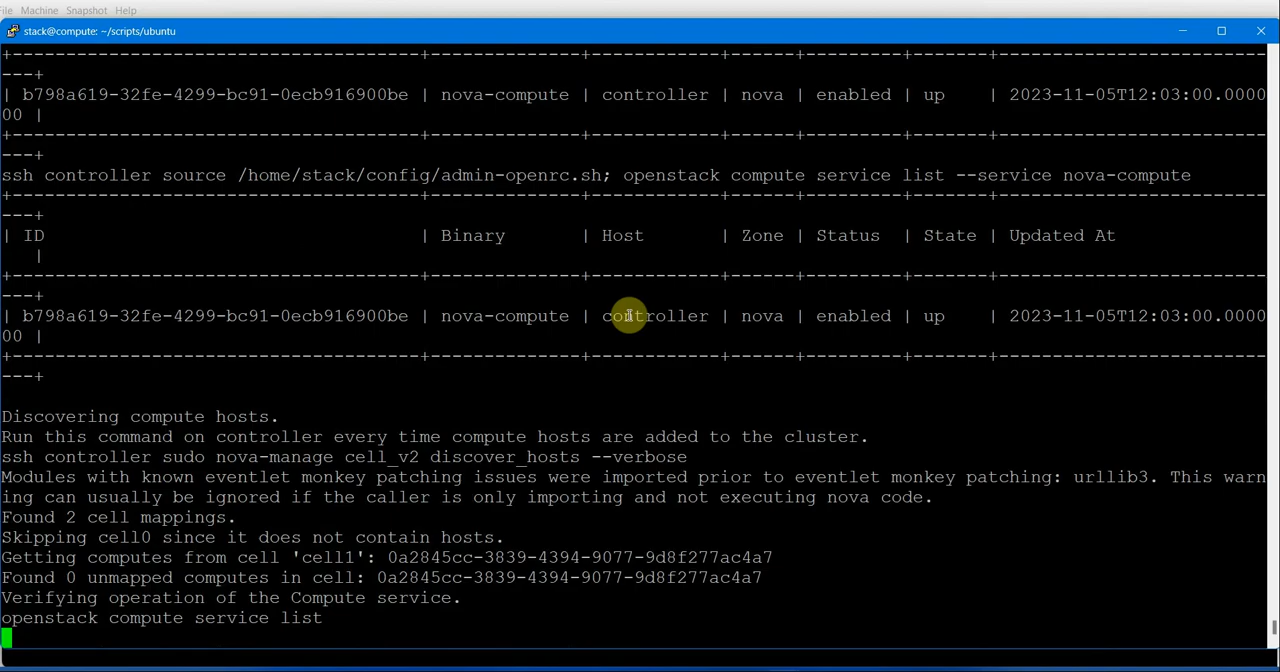 File Machine Snapshot Help
stack@compute: ~/scripts/ubuntu
+-------------------------------------+--------------+------------+------+---------+-------+-------------------------
---+
| b798a619-32fe-4299-bc91-0ecb916900be | nova-compute | controller | nova | enabled | up    | 2023-11-05T12:03:00.0000
00 |
+-------------------------------------+--------------+------------+------+---------+-------+-------------------------
---+
ssh controller source /home/stack/config/admin-openrc.sh; openstack compute service list --service nova-compute
+-------------------------------------+--------------+------------+------+---------+-------+-------------------------
---+
| ID                                   | Binary       | Host       | Zone | Status  | State | Updated At
   |
+-------------------------------------+--------------+------------+------+---------+-------+-------------------------
---+
| b798a619-32fe-4299-bc91-0ecb916900be | nova-compute | controller | nova | enabled | up    | 2023-11-05T12:03:00.0000
00 |
+-------------------------------------+--------------+------------+------+---------+-------+-------------------------
---+
Discovering compute hosts.
Run this command on controller every time compute hosts are added to the cluster.
ssh controller sudo nova-manage cell_v2 discover_hosts --verbose
Modules with known eventlet monkey patching issues were imported prior to eventlet monkey patching: urllib3. This warn
ing can usually be ignored if the caller is only importing and not executing nova code.
Found 2 cell mappings.
Skipping cell0 since it does not contain hosts.
Getting computes from cell 'cell1': 0a2845cc-3839-4394-9077-9d8f277ac4a7
Found 0 unmapped computes in cell: 0a2845cc-3839-4394-9077-9d8f277ac4a7
Verifying operation of the Compute service.
openstack compute service list